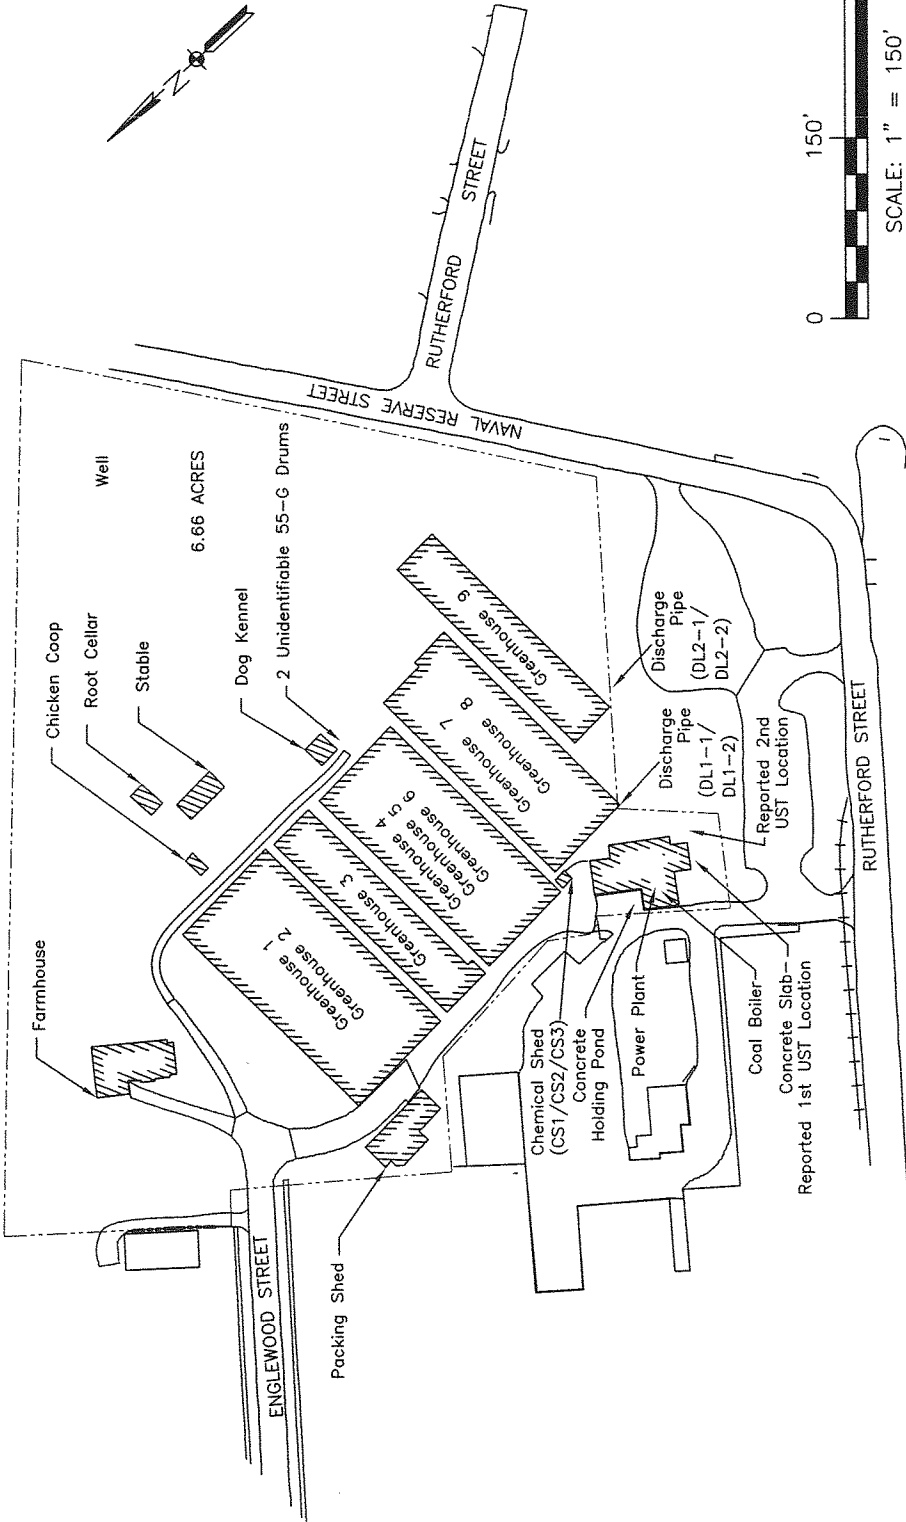 N
Well
6.66 ACRES
Chicken Coop
Root Cellar
Stable
Dog Kennel
2 Unidentifiable 55-G Drums
Farmhouse
RUTHERFORD STREET
NAVAL RESERVE STREET
Greenhouse 1
Greenhouse 2
Greenhouse 3
Greenhouse 4
Greenhouse 5
Greenhouse 6
Greenhouse 7
Greenhouse 8
Greenhouse 9
ENGLEWOOD STREET
Packing Shed
Chemical Shed
(CS1/CS2/CS3)
Concrete
Holding Pond
Power Plant
Coal Boiler
Concrete Slab
Reported 1st UST Location
Reported 2nd
UST Location
Discharge
Pipe
(DL1-1/
DL1-2)
Discharge
Pipe
(DL2-1/
DL2-2)
RUTHERFORD STREET
0
150'
SCALE: 1" = 150'